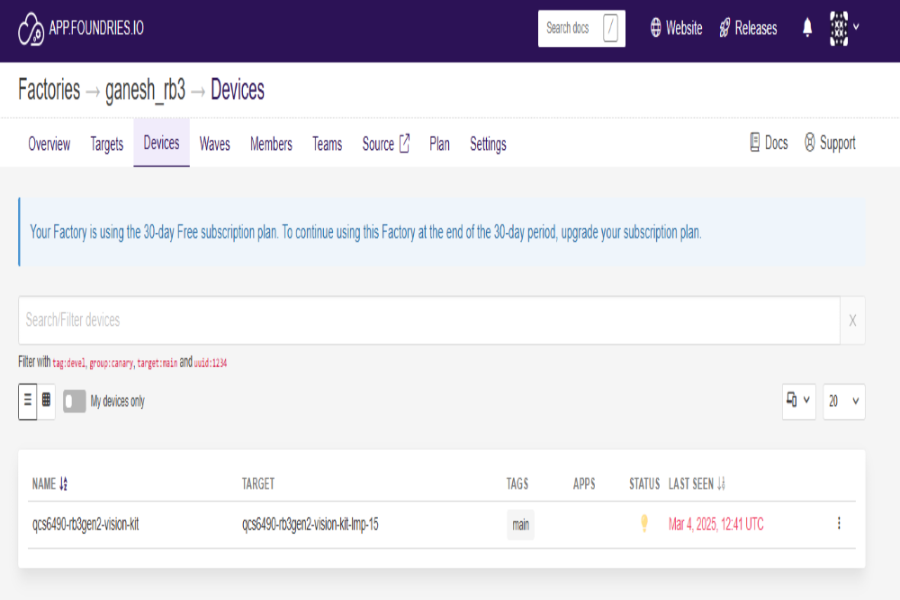 APP.FOUNDRIES.IO
Search docs /
Website
Releases
Factories → ganesh_rb3 → Devices
Overview Targets Devices Waves Members Teams Source Plan Settings Docs Support
Your Factory is using the 30-day Free subscription plan. To continue using this Factory at the end of the 30-day period, upgrade your subscription plan.
Search/Filter devices X
Filter with tag:devel, group:canary, target:main and uuid:1234
My devices only 20
NAME TARGET TAGS APPS STATUS LAST SEEN
qcs6490-rb3gen2-vision-kit qcs6490-rb3gen2-vision-kit-lmp-15 main Mar 4, 2025, 12:41 UTC